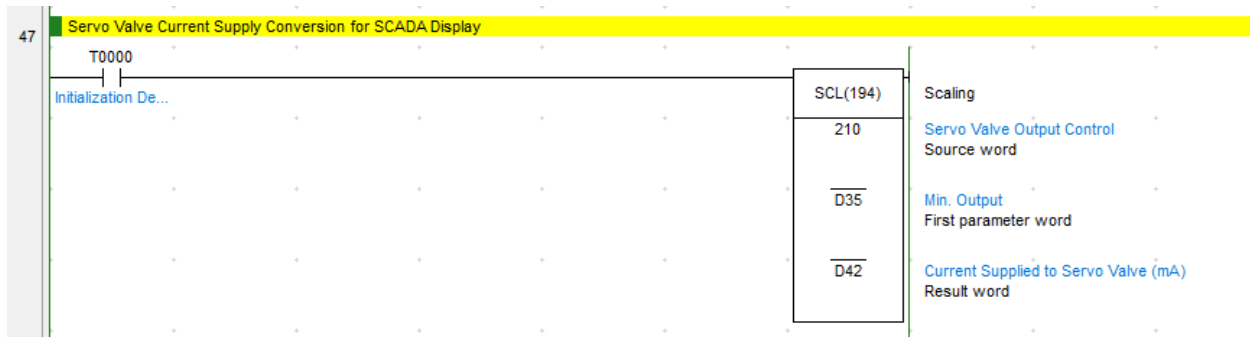 47
Servo Valve Current Supply Conversion for SCADA Display
T0000
Initialization De...
SCL(194)
Scaling
210
Servo Valve Output Control
Source word
D35
Min. Output
First parameter word
D42
Current Supplied to Servo Valve (mA)
Result word